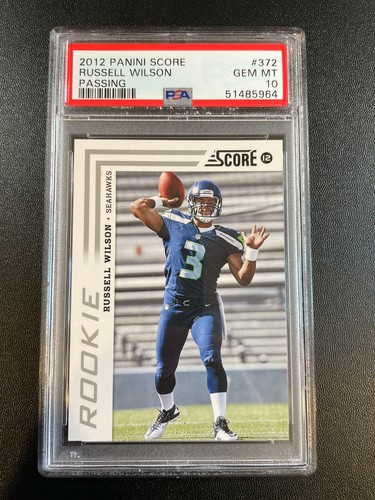 2012 PANINI SCORE #372
RUSSELL WILSON GEM MT
PASSING 10
PSA 51485964
SCORE 12
RUSSELL WILSON • SEAHAWKS
ROOKIE
3